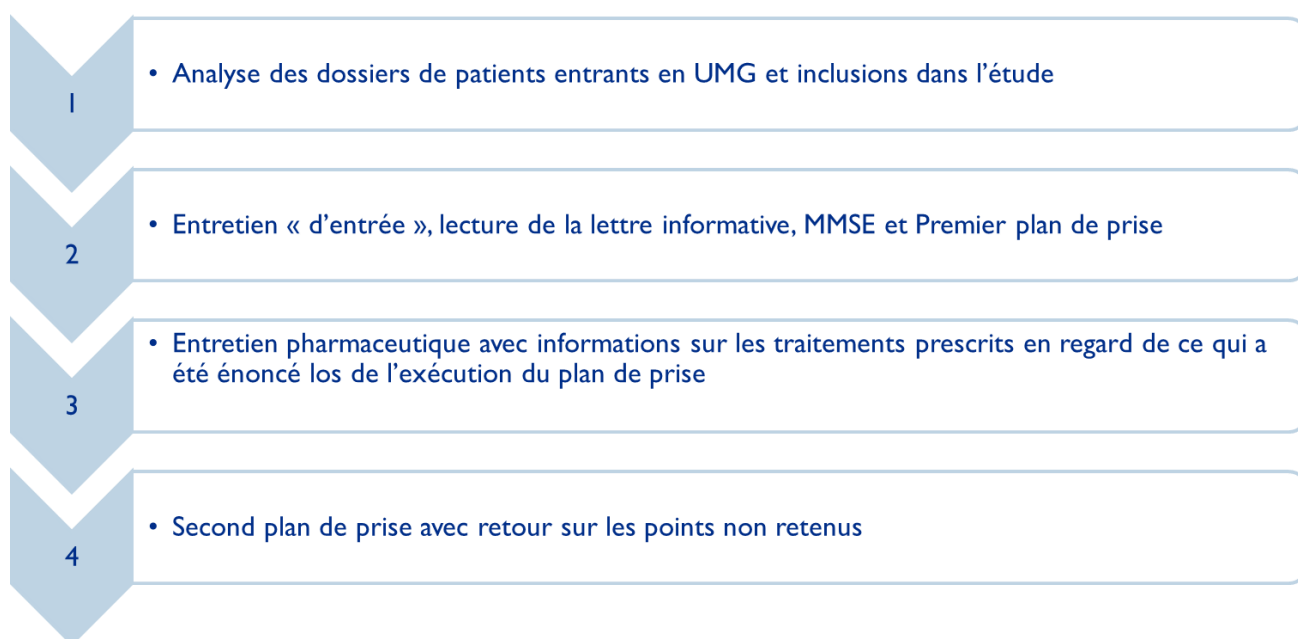 1
• Analyse des dossiers de patients entrants en UMG et inclusions dans l’étude
2
• Entretien « d’entrée », lecture de la lettre informative, MMSE et Premier plan de prise
3
• Entretien pharmaceutique avec informations sur les traitements prescrits en regard de ce qui a
été énoncé los de l’exécution du plan de prise
4
• Second plan de prise avec retour sur les points non retenus